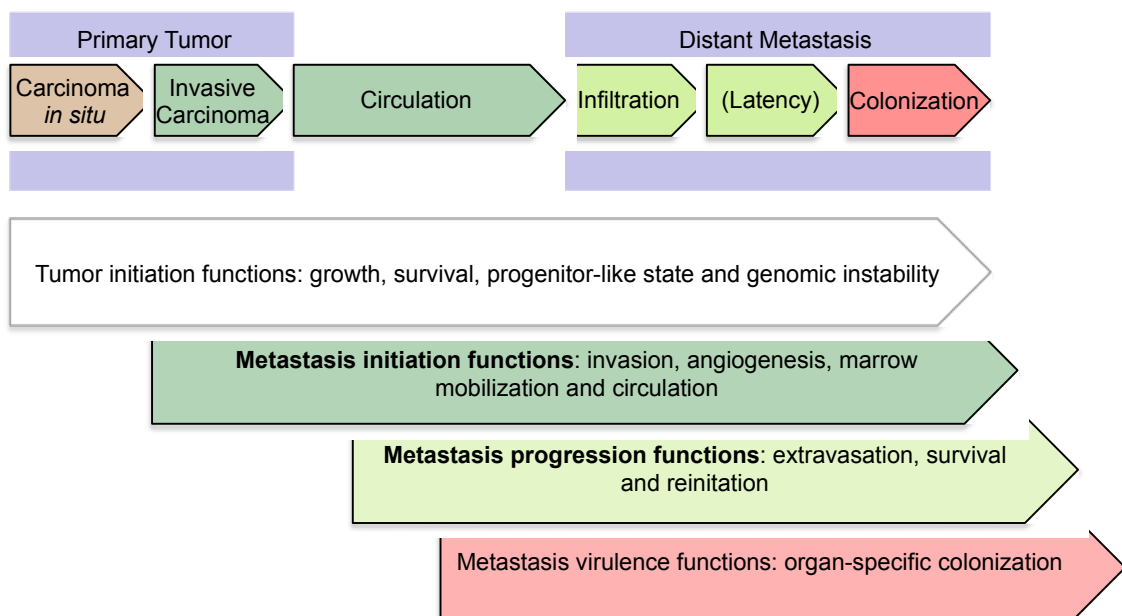 Primary Tumor
Distant Metastasis
Carcinoma
in situ
Invasive
Carcinoma
Circulation
Infiltration
(Latency)
Colonization
Tumor initiation functions: growth, survival, progenitor-like state and genomic instability
Metastasis initiation functions: invasion, angiogenesis, marrow
mobilization and circulation
Metastasis progression functions: extravasation, survival
and reinitation
Metastasis virulence functions: organ-specific colonization